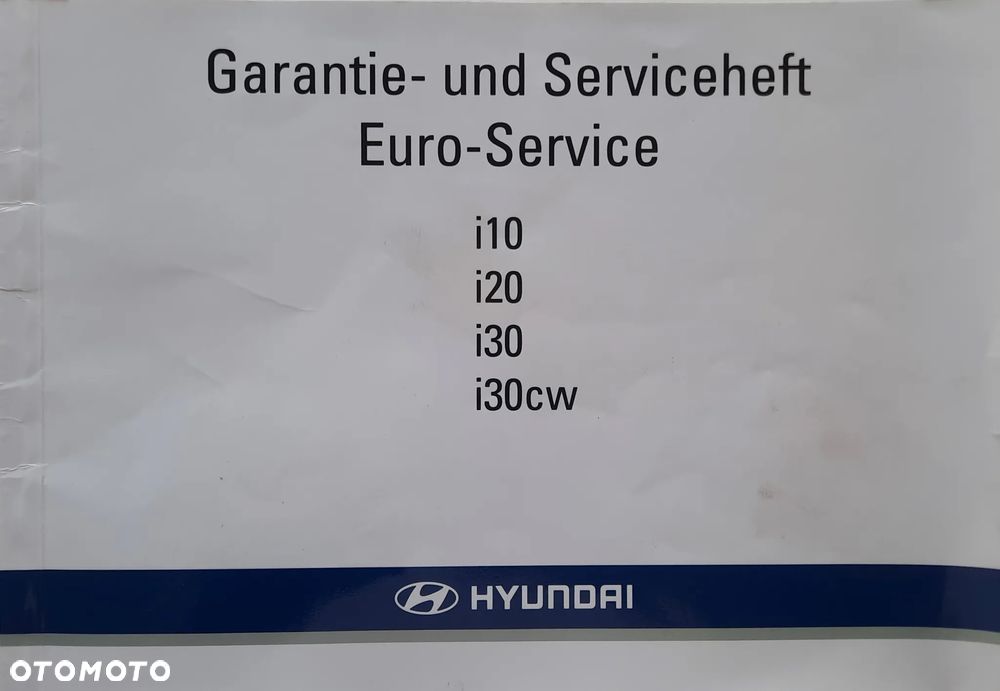 Garantie- und Serviceheft
Euro-Service
i10
i20
i30
i30cw
HYUNDAI
OTOMOTO